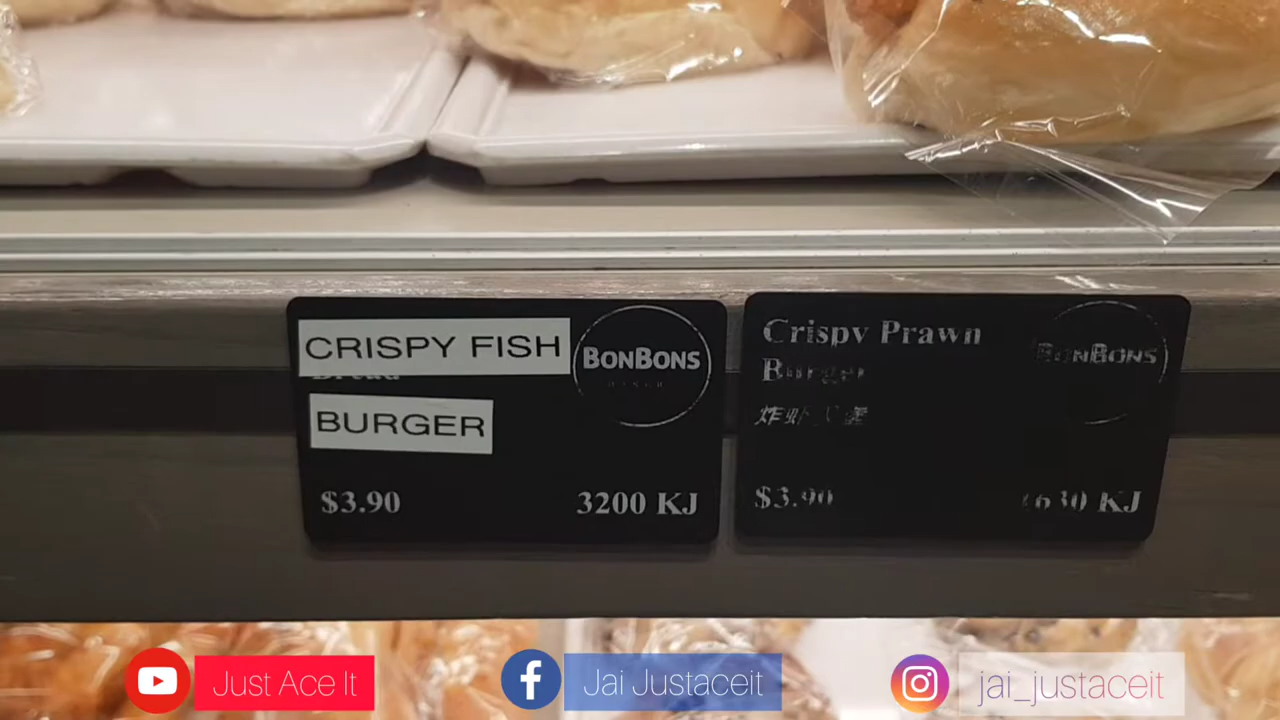 CRISPY FISH
BURGER
BONBONS
$3.90
3200 KJ
Crispy Prawn
Burger
BONBONS
$3.90
KJ
Just Ace It
Jai Justaceit
jai_justaceit